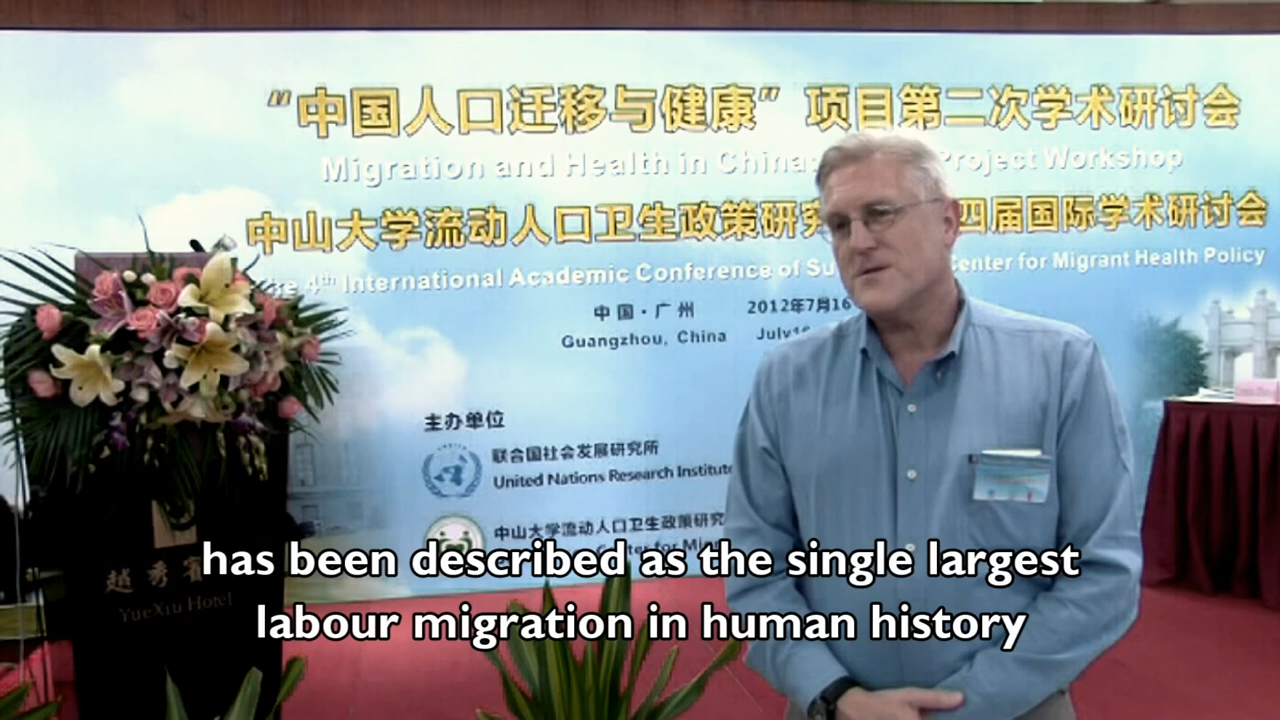 “中国人口迁移与健康”项目第二次学术研讨会
Migration and Health in China: Project Workshop
中山大学流动人口卫生政策研究 四届国际学术研讨会
The 4th International Academic Conference of Center for Migrant Health Policy
中国·广州 2012年7月16
Guangzhou, China
主办单位
联合国社会发展研究所
United Nations Research Institute
中山大学流动人口卫生政策研究
for
越秀
YueXiu Hotel
has been described as the single largest
labour migration in human history